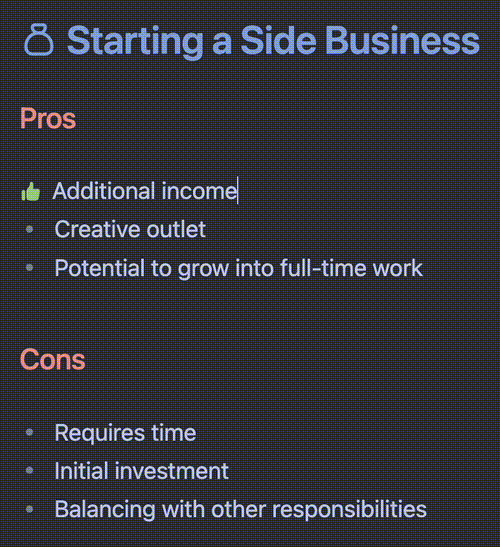 Starting a Side Business
Pros
Additional income
Creative outlet
Potential to grow into full-time work
Cons
Requires time
Initial investment
Balancing with other responsibilities